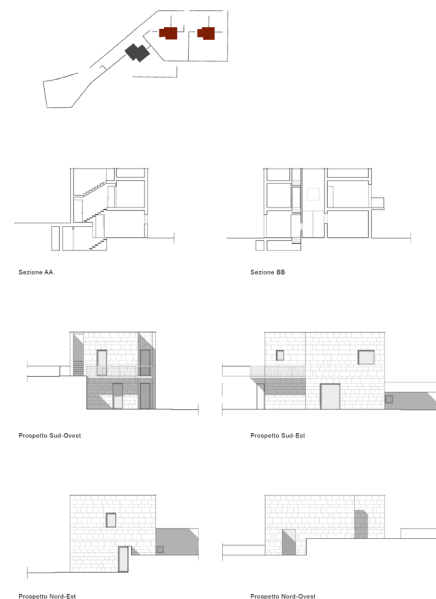 Sezione AA
Sezione BB
Prospetto Sud-Ovest
Prospetto Sud-Est
Prospetto Nord-Est
Prospetto Nord-Ovest